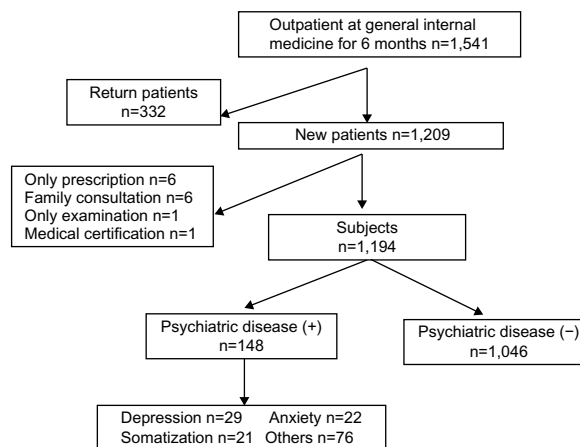 Outpatient at general internal
medicine for 6 months n=1,541
Return patients
n=332
New patients n=1,209
Only prescription n=6
Family consultation n=6
Only examination n=1
Medical certification n=1
Subjects
n=1,194
Psychiatric disease (+)
n=148
Psychiatric disease (−)
n=1,046
Depression n=29 Anxiety n=22
Somatization n=21 Others n=76